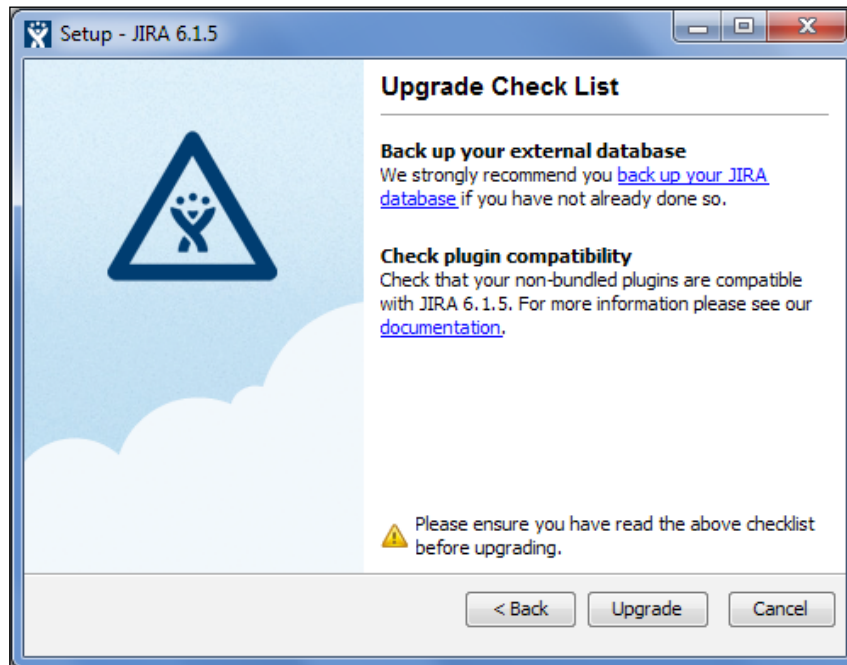 Setup - JIRA 6.1.5
Upgrade Check List
Back up your external database
We strongly recommend you back up your JIRA
database if you have not already done so.
Check plugin compatibility
Check that your non-bundled plugins are compatible
with JIRA 6.1.5. For more information please see our
documentation.
Please ensure you have read the above checklist
before upgrading.
< Back Upgrade Cancel